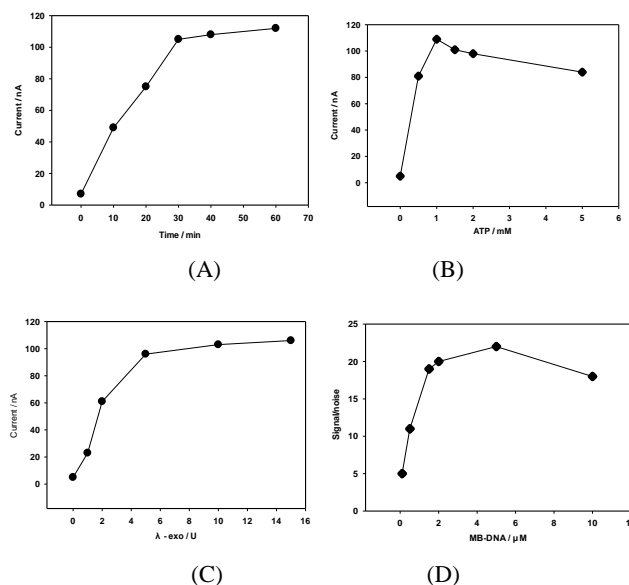 120
100
80
60
40
20
0
Current / nA
0 10 20 30 40 50 60 70
Time / min
(A)
120
100
80
60
40
20
0
Current / nA
0 1 2 3 4 5 6
ATP / mM
(B)
120
100
80
60
40
20
0
Current / nA
0 2 4 6 8 10 12 14 16
λ - exo / U
(C)
25
20
15
10
5
0
Signal/noise
0 2 4 6 8 10
MB-DNA / µM
(D)